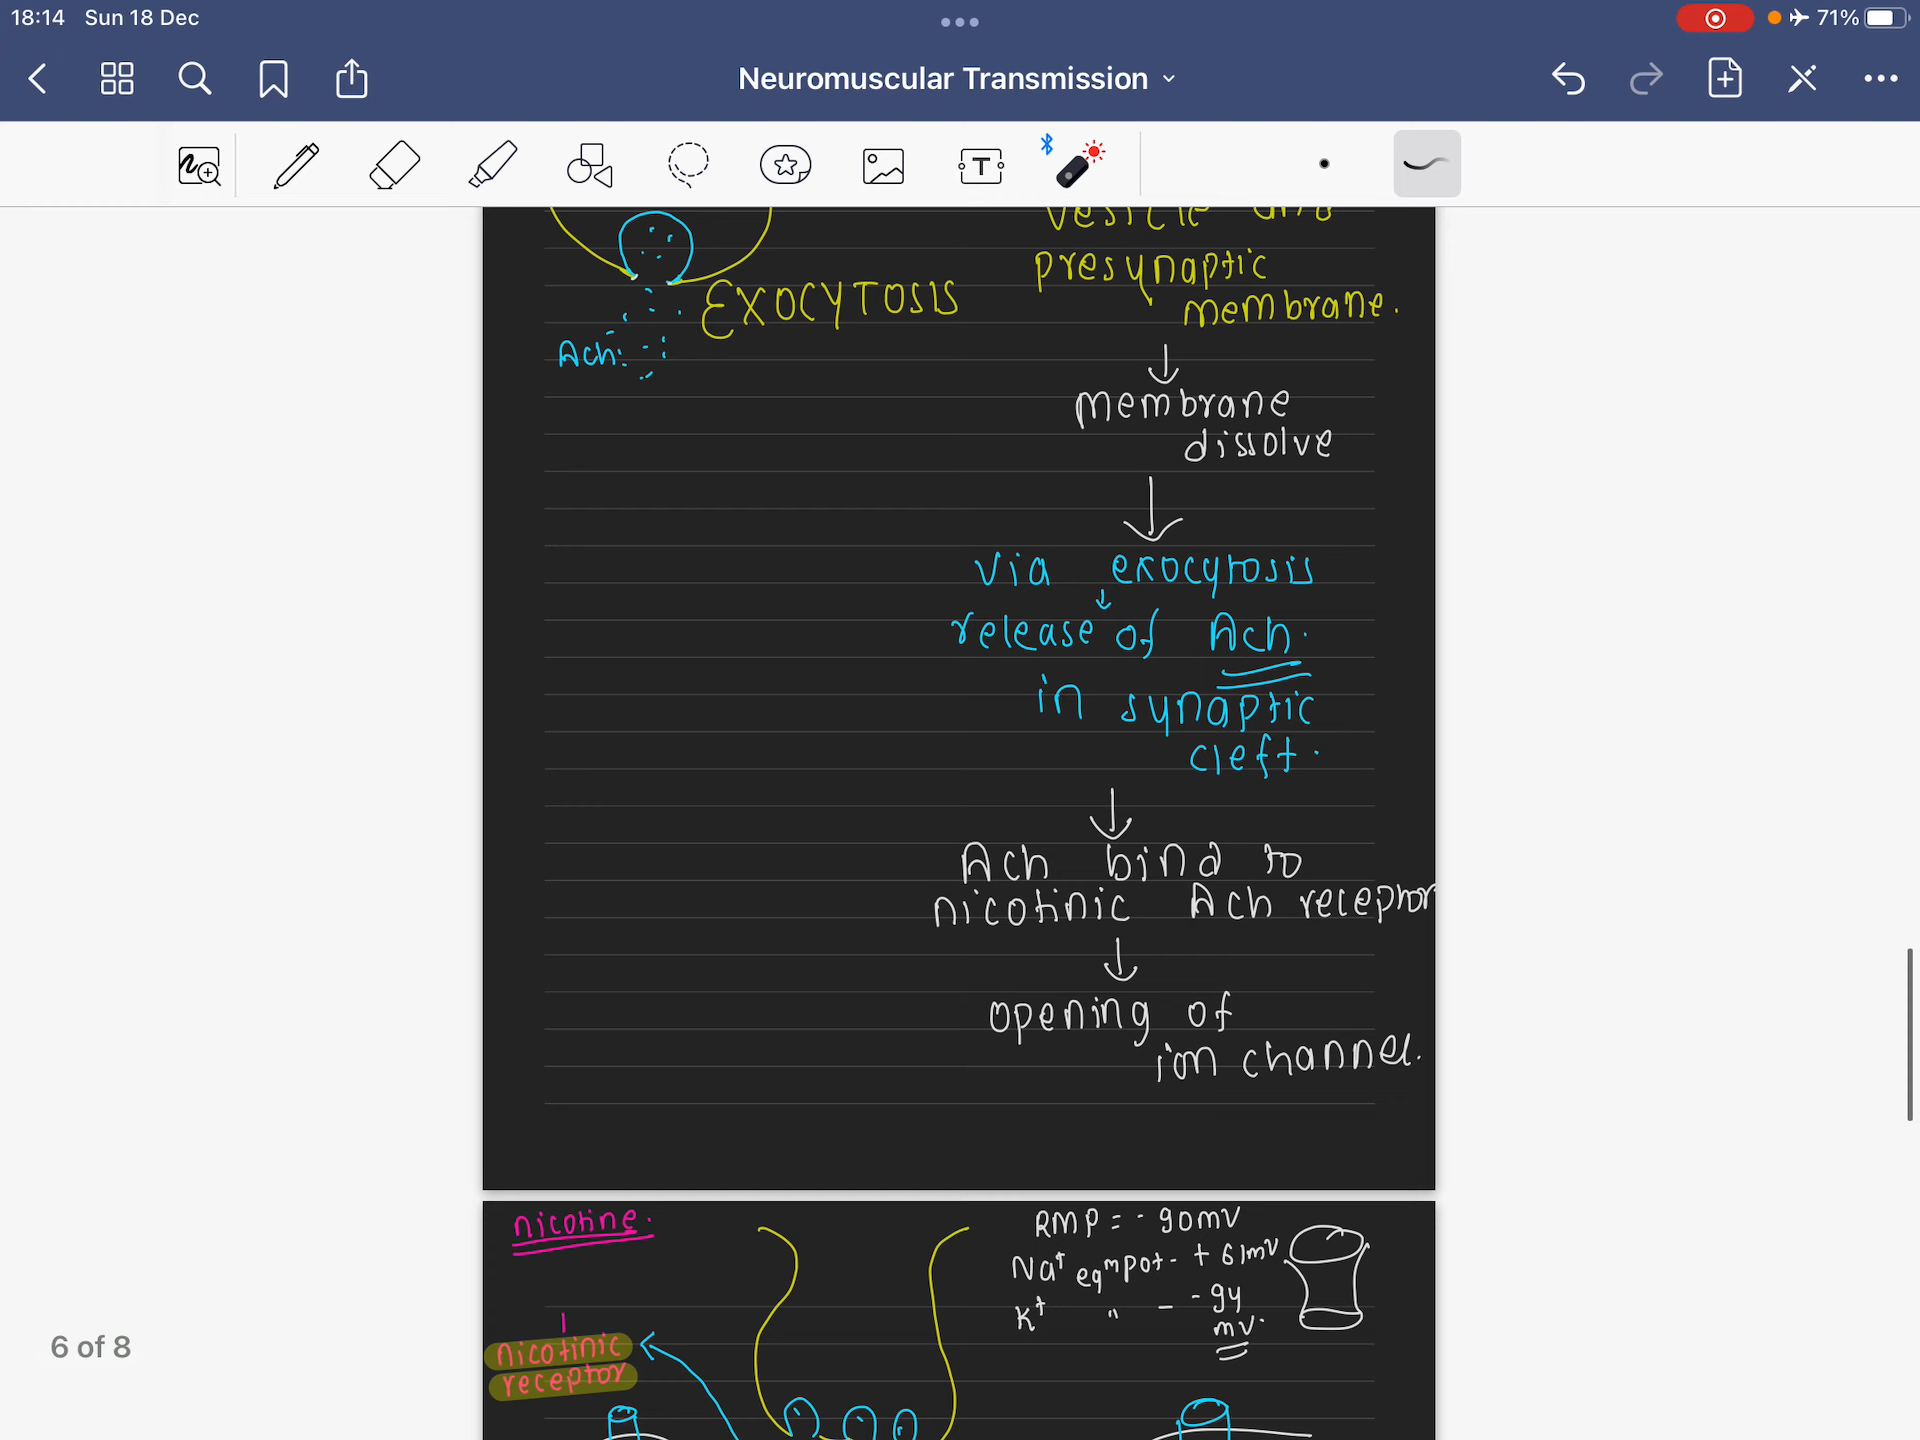 18:14 Sun 18 Dec
71%
Neuromuscular Transmission
T
presynaptic
membrane.
EXOCYTOSIS
Ach:
membrane
dissolve
via exocytosis
release of Ach.
in synaptic
cleft.
Ach bind to
nicotinic Ach receptor
opening of
ion channel.
nicotine.
RMP = -90mV
Na+ eqm pot - + 61mV
K+ " - -94
mV.
nicotinic
receptor
6 of 8